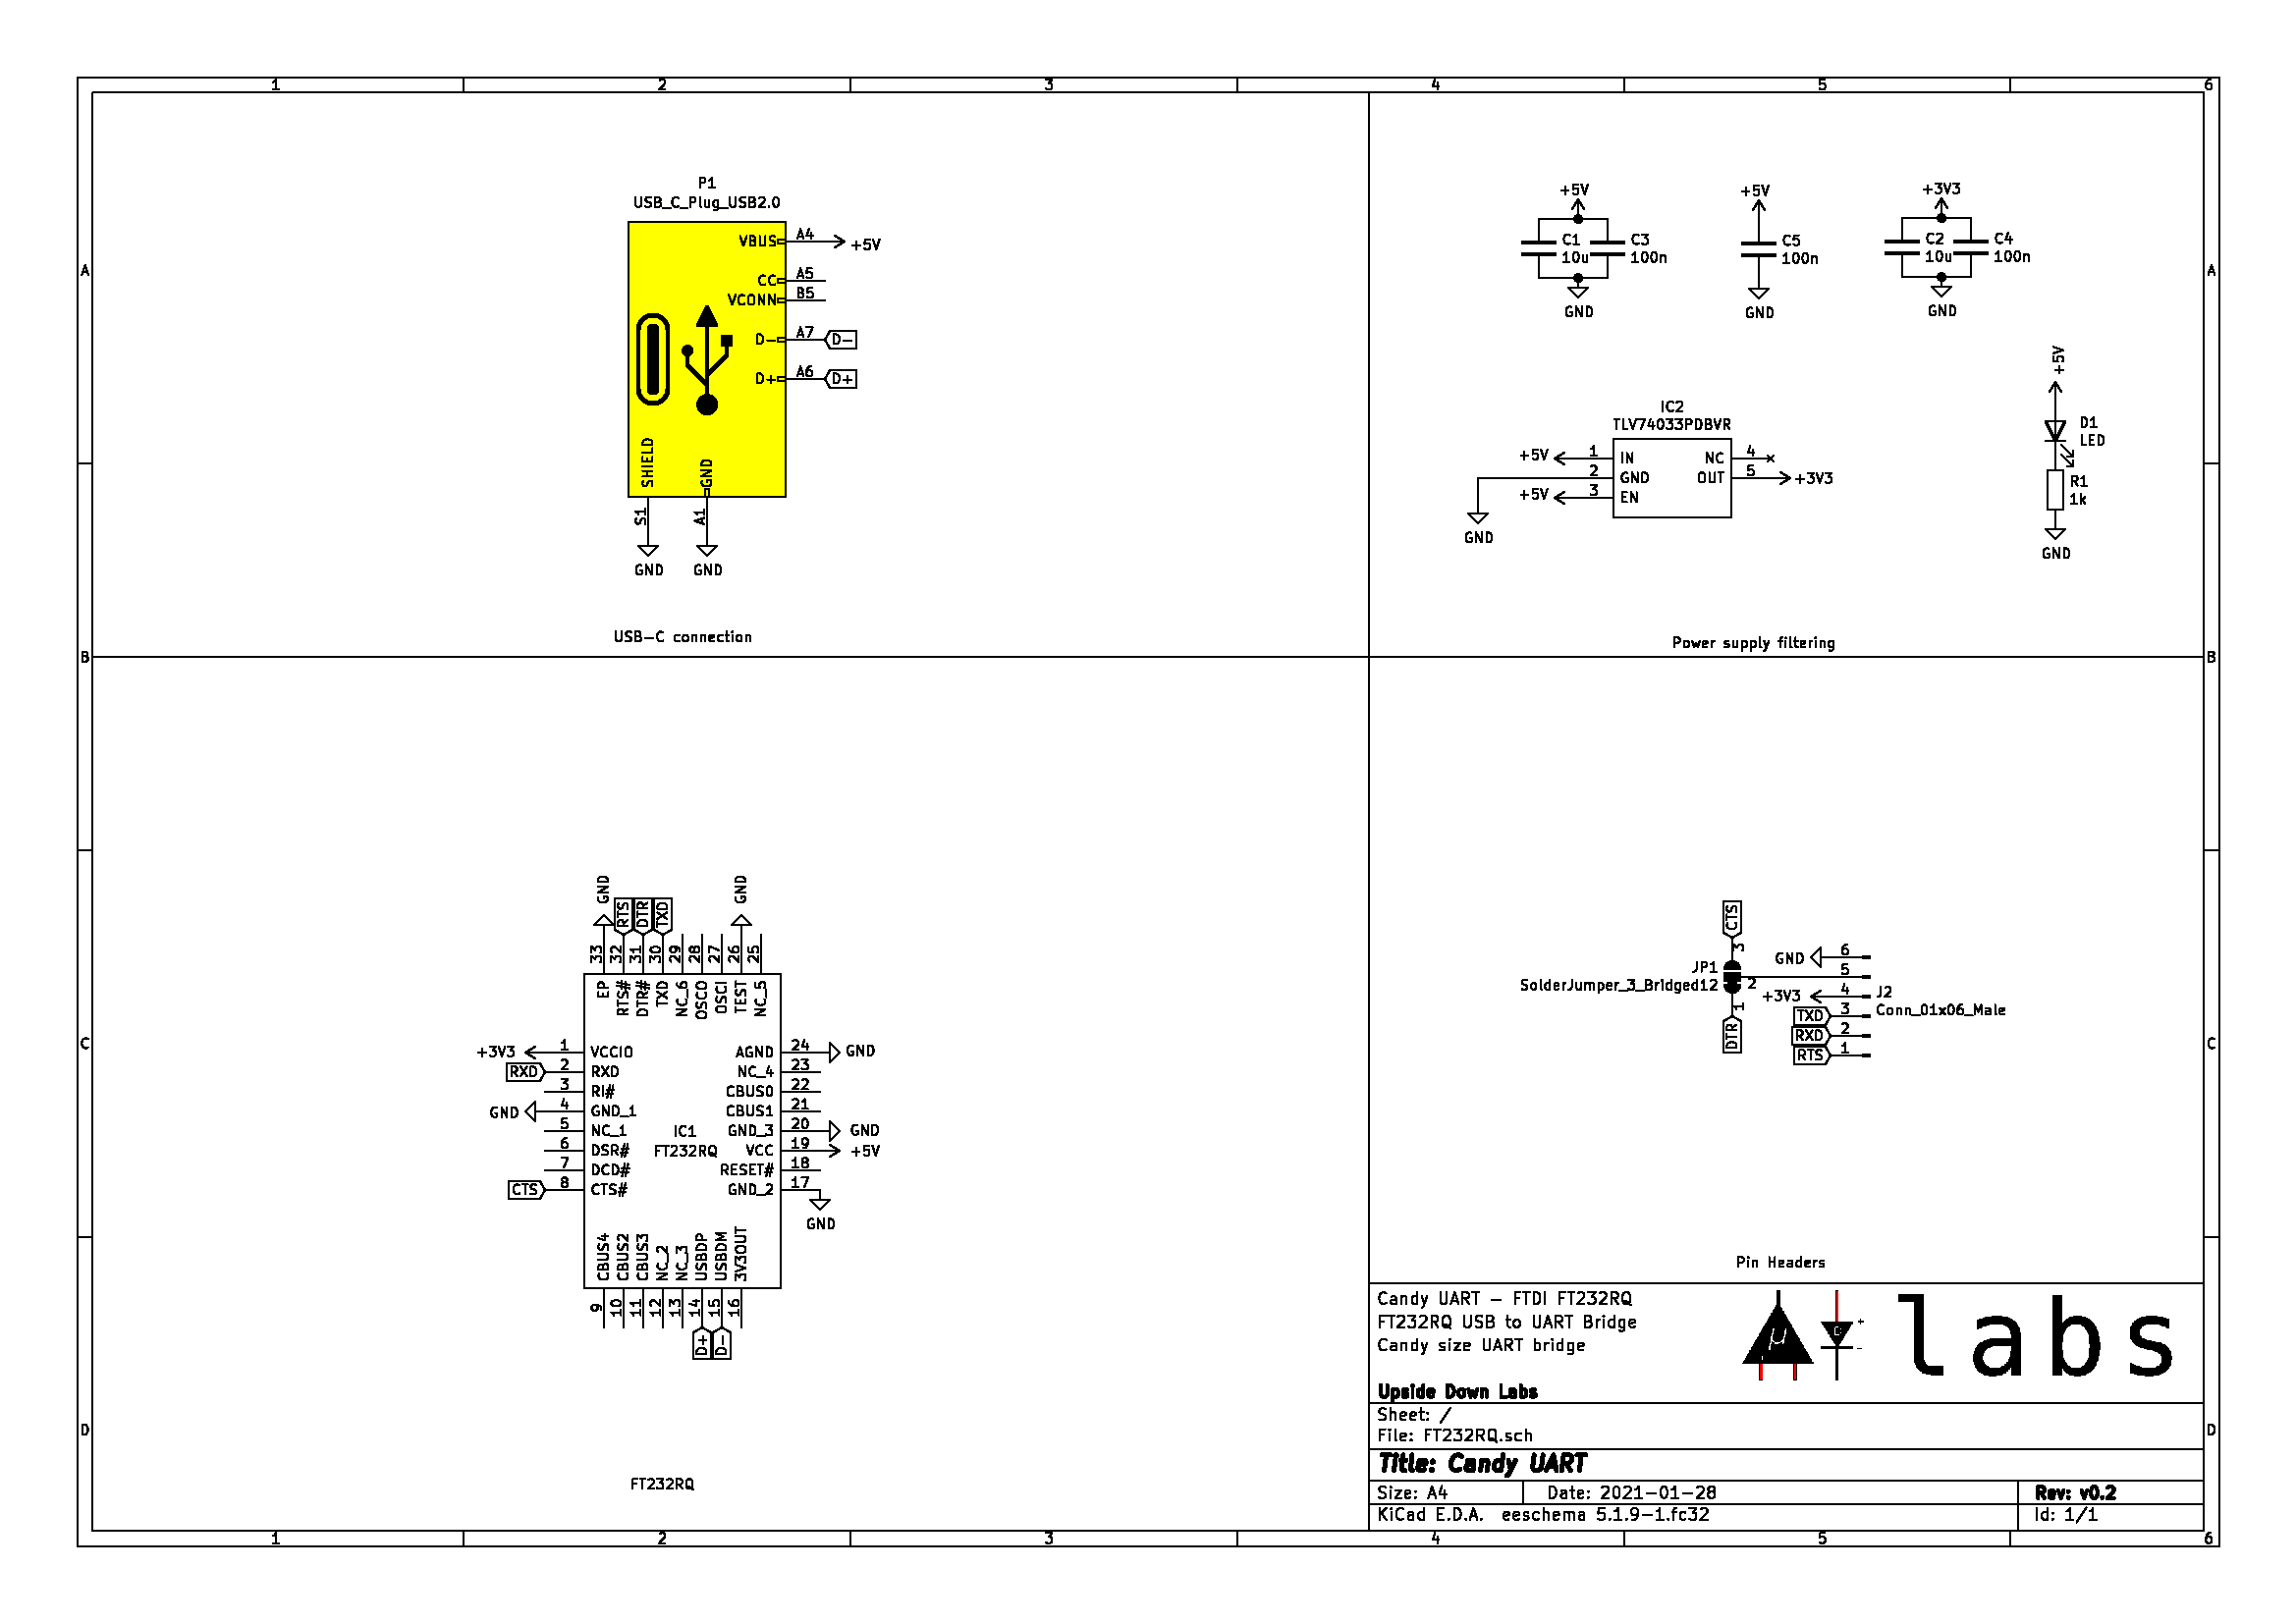 1 2 3 4 5 6
A
B
C
D
P1
USB_C_Plug_USB2.0
VBUS A4 +5V
CC A5
VCONN B5
D- A7 D-
D+ A6 D+
SHIELD GND
S1 A1
GND GND
USB-C connection
+5V +5V +3V3
C1 C3 C5 C2 C4
10u 100n 100n 10u 100n
GND GND GND
+5V
D1
LED
R1
1k
GND
IC2
TLV74033PDBVR
+5V 1 IN NC 4
2 GND OUT 5 +3V3
+5V 3 EN
GND
Power supply filtering
GND RTS DTR TXD GND
33 32 31 30 29 28 27 26 25
EP RTS# DTR# TXD NC_6 OSCO OSCI TEST NC_5
+3V3 1 VCCIO AGND 24 GND
RXD 2 RXD NC_4 23
3 RI# CBUS0 22
GND 4 GND_1 CBUS1 21
5 NC_1 GND_3 20 GND
6 DSR# VCC 19 +5V
7 DCD# RESET# 18
CTS 8 CTS# GND_2 17
GND
IC1
FT232RQ
CBUS4 CBUS2 CBUS3 NC_2 NC_3 USBDP USBDM 3V3OUT
9 10 11 12 13 14 15 16
D+ D-
FT232RQ
CTS
3
JP1
SolderJumper_3_Bridged12
2
1
DTR
GND 6
5
+3V3 4
TXD 3
RXD 2
RTS 1
J2
Conn_01x06_Male
Pin Headers
Candy UART - FTDI FT232RQ
FT232RQ USB to UART Bridge
Candy size UART bridge
μ D + - labs
Upside Down Labs
Sheet: /
File: FT232RQ.sch
Title: Candy UART
Size: A4 Date: 2021-01-28 Rev: v0.2
KiCad E.D.A. eeschema 5.1.9-1.fc32 Id: 1/1
A
B
C
D
1 2 3 4 5 6